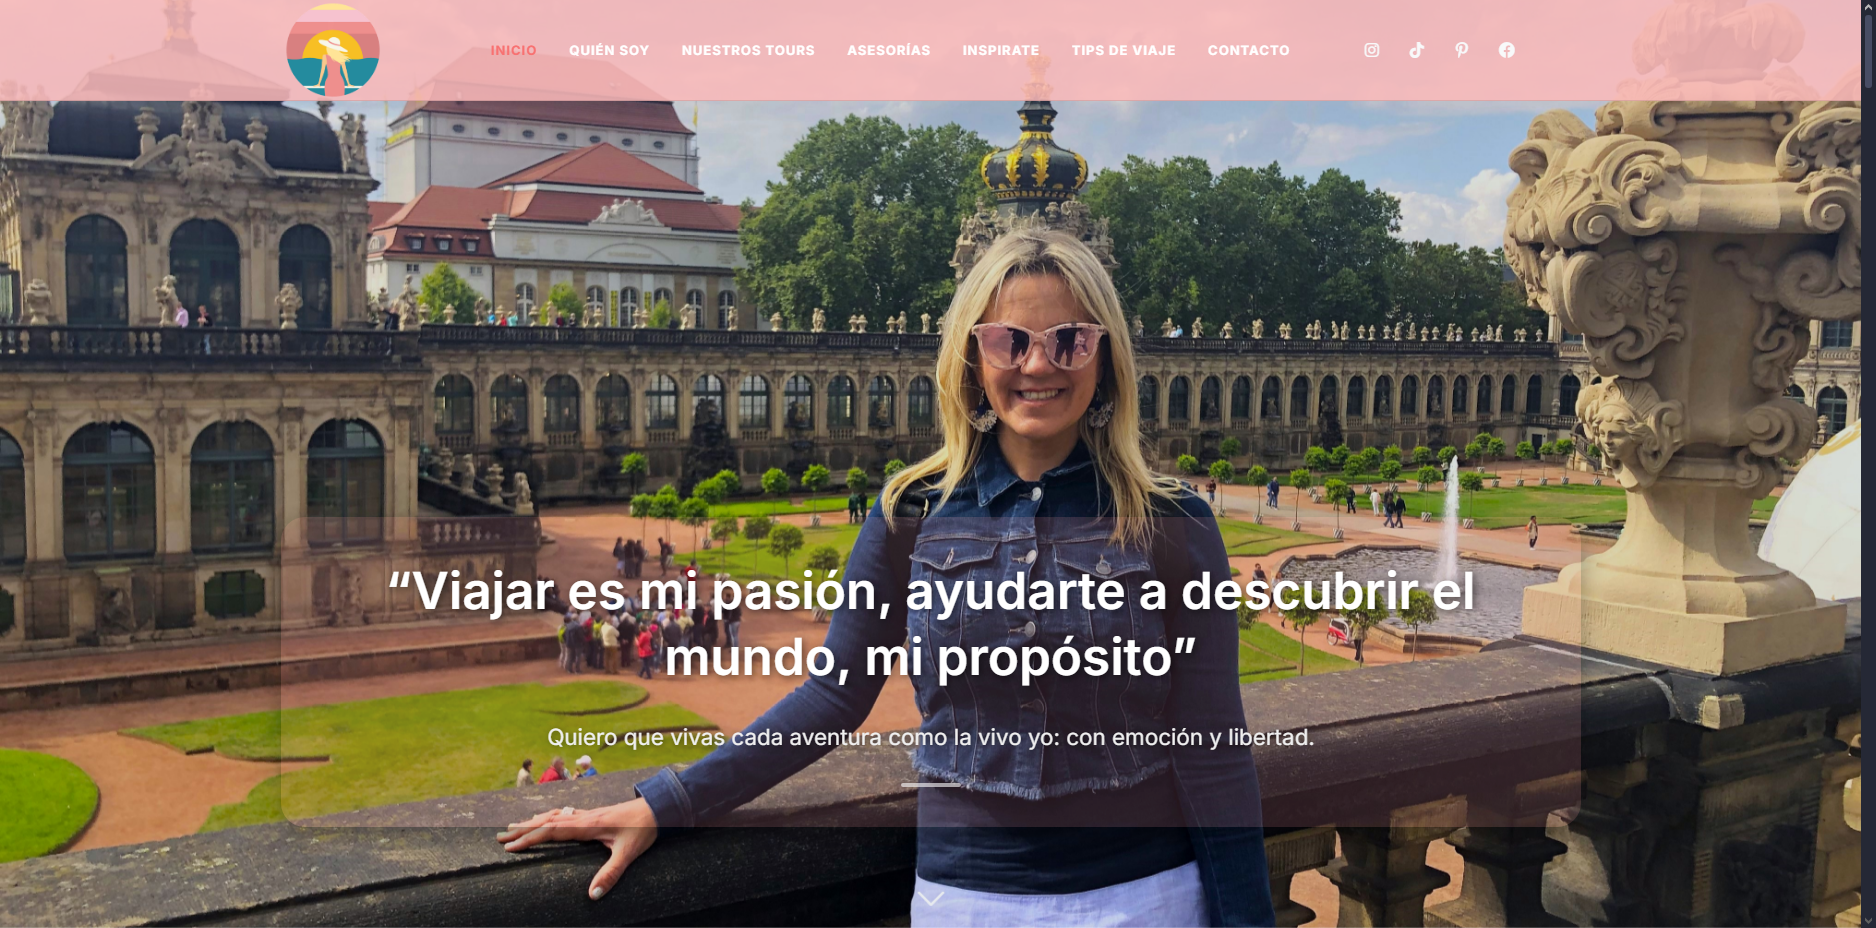 INICIO QUIÉN SOY NUESTROS TOURS ASESORÍAS INSPIRATE TIPS DE VIAJE CONTACTO
“Viajar es mi pasión, ayudarte a descubrir el
mundo, mi propósito”
Quiero que vivas cada aventura como la vivo yo: con emoción y libertad.